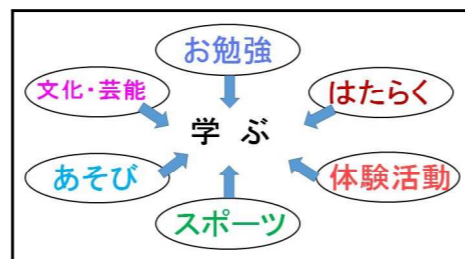 お勉強
文化・芸能
はたらく
学 ぶ
あそび
体験活動
スポーツ